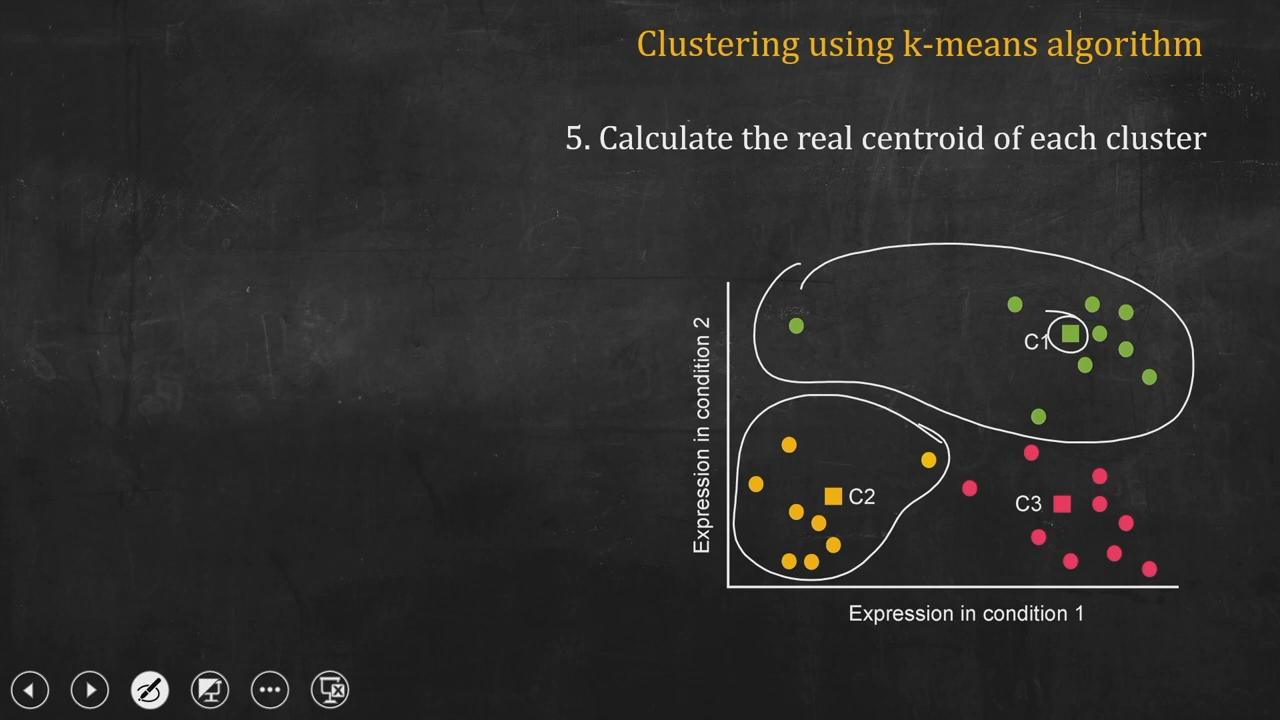 Clustering using k-means algorithm
5. Calculate the real centroid of each cluster
Expression in condition 2
C1
C2
C3
Expression in condition 1